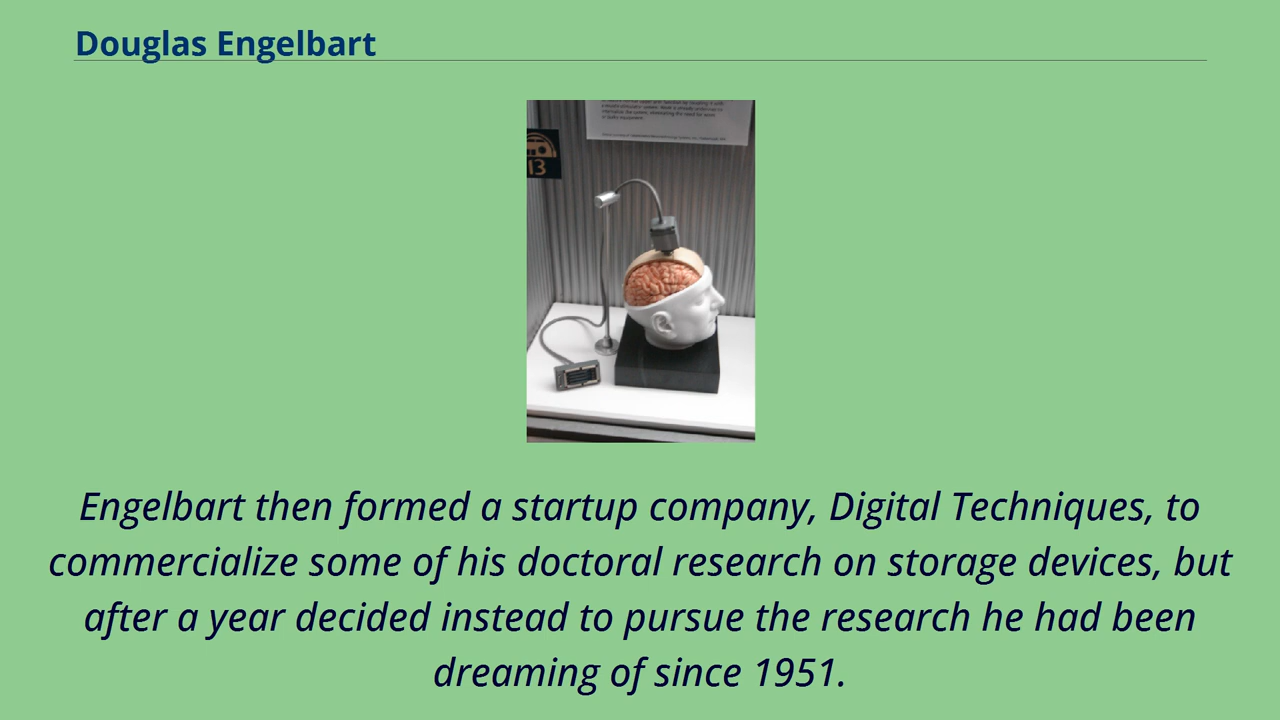 Douglas Engelbart
13
Engelbart then formed a startup company, Digital Techniques, to
commercialize some of his doctoral research on storage devices, but
after a year decided instead to pursue the research he had been
dreaming of since 1951.